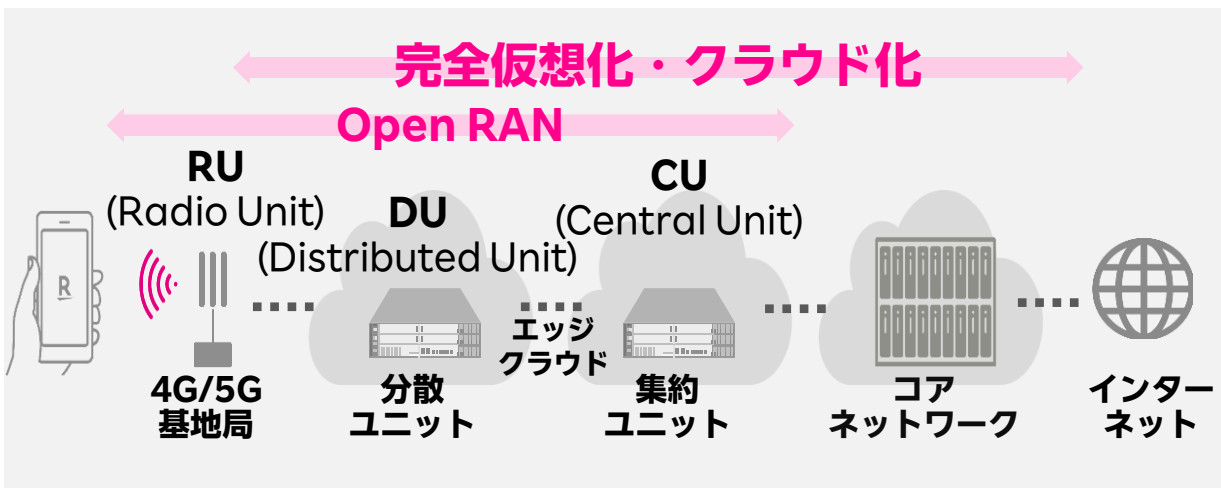 完全仮想化・クラウド化
Open RAN
RU
(Radio Unit)
DU
(Distributed Unit)
CU
(Central Unit)
R
エッジ
クラウド
4G/5G
基地局
分散
ユニット
集約
ユニット
コア
ネットワーク
インター
ネット